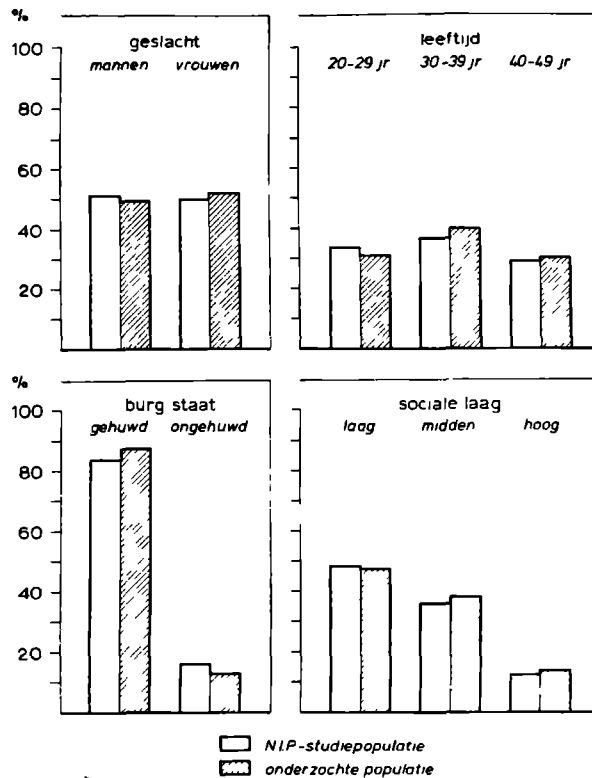 %
geslacht
leeftijd
mannen vrouwen
20-29 jr 30-39 jr 40-49 jr
100
80
60
40
20
%
burg staat
sociale laag
gehuwd ongehuwd
laag midden hoog
100
80
60
40
20
N.I.P.-studiepopulatie
onderzochte populatie